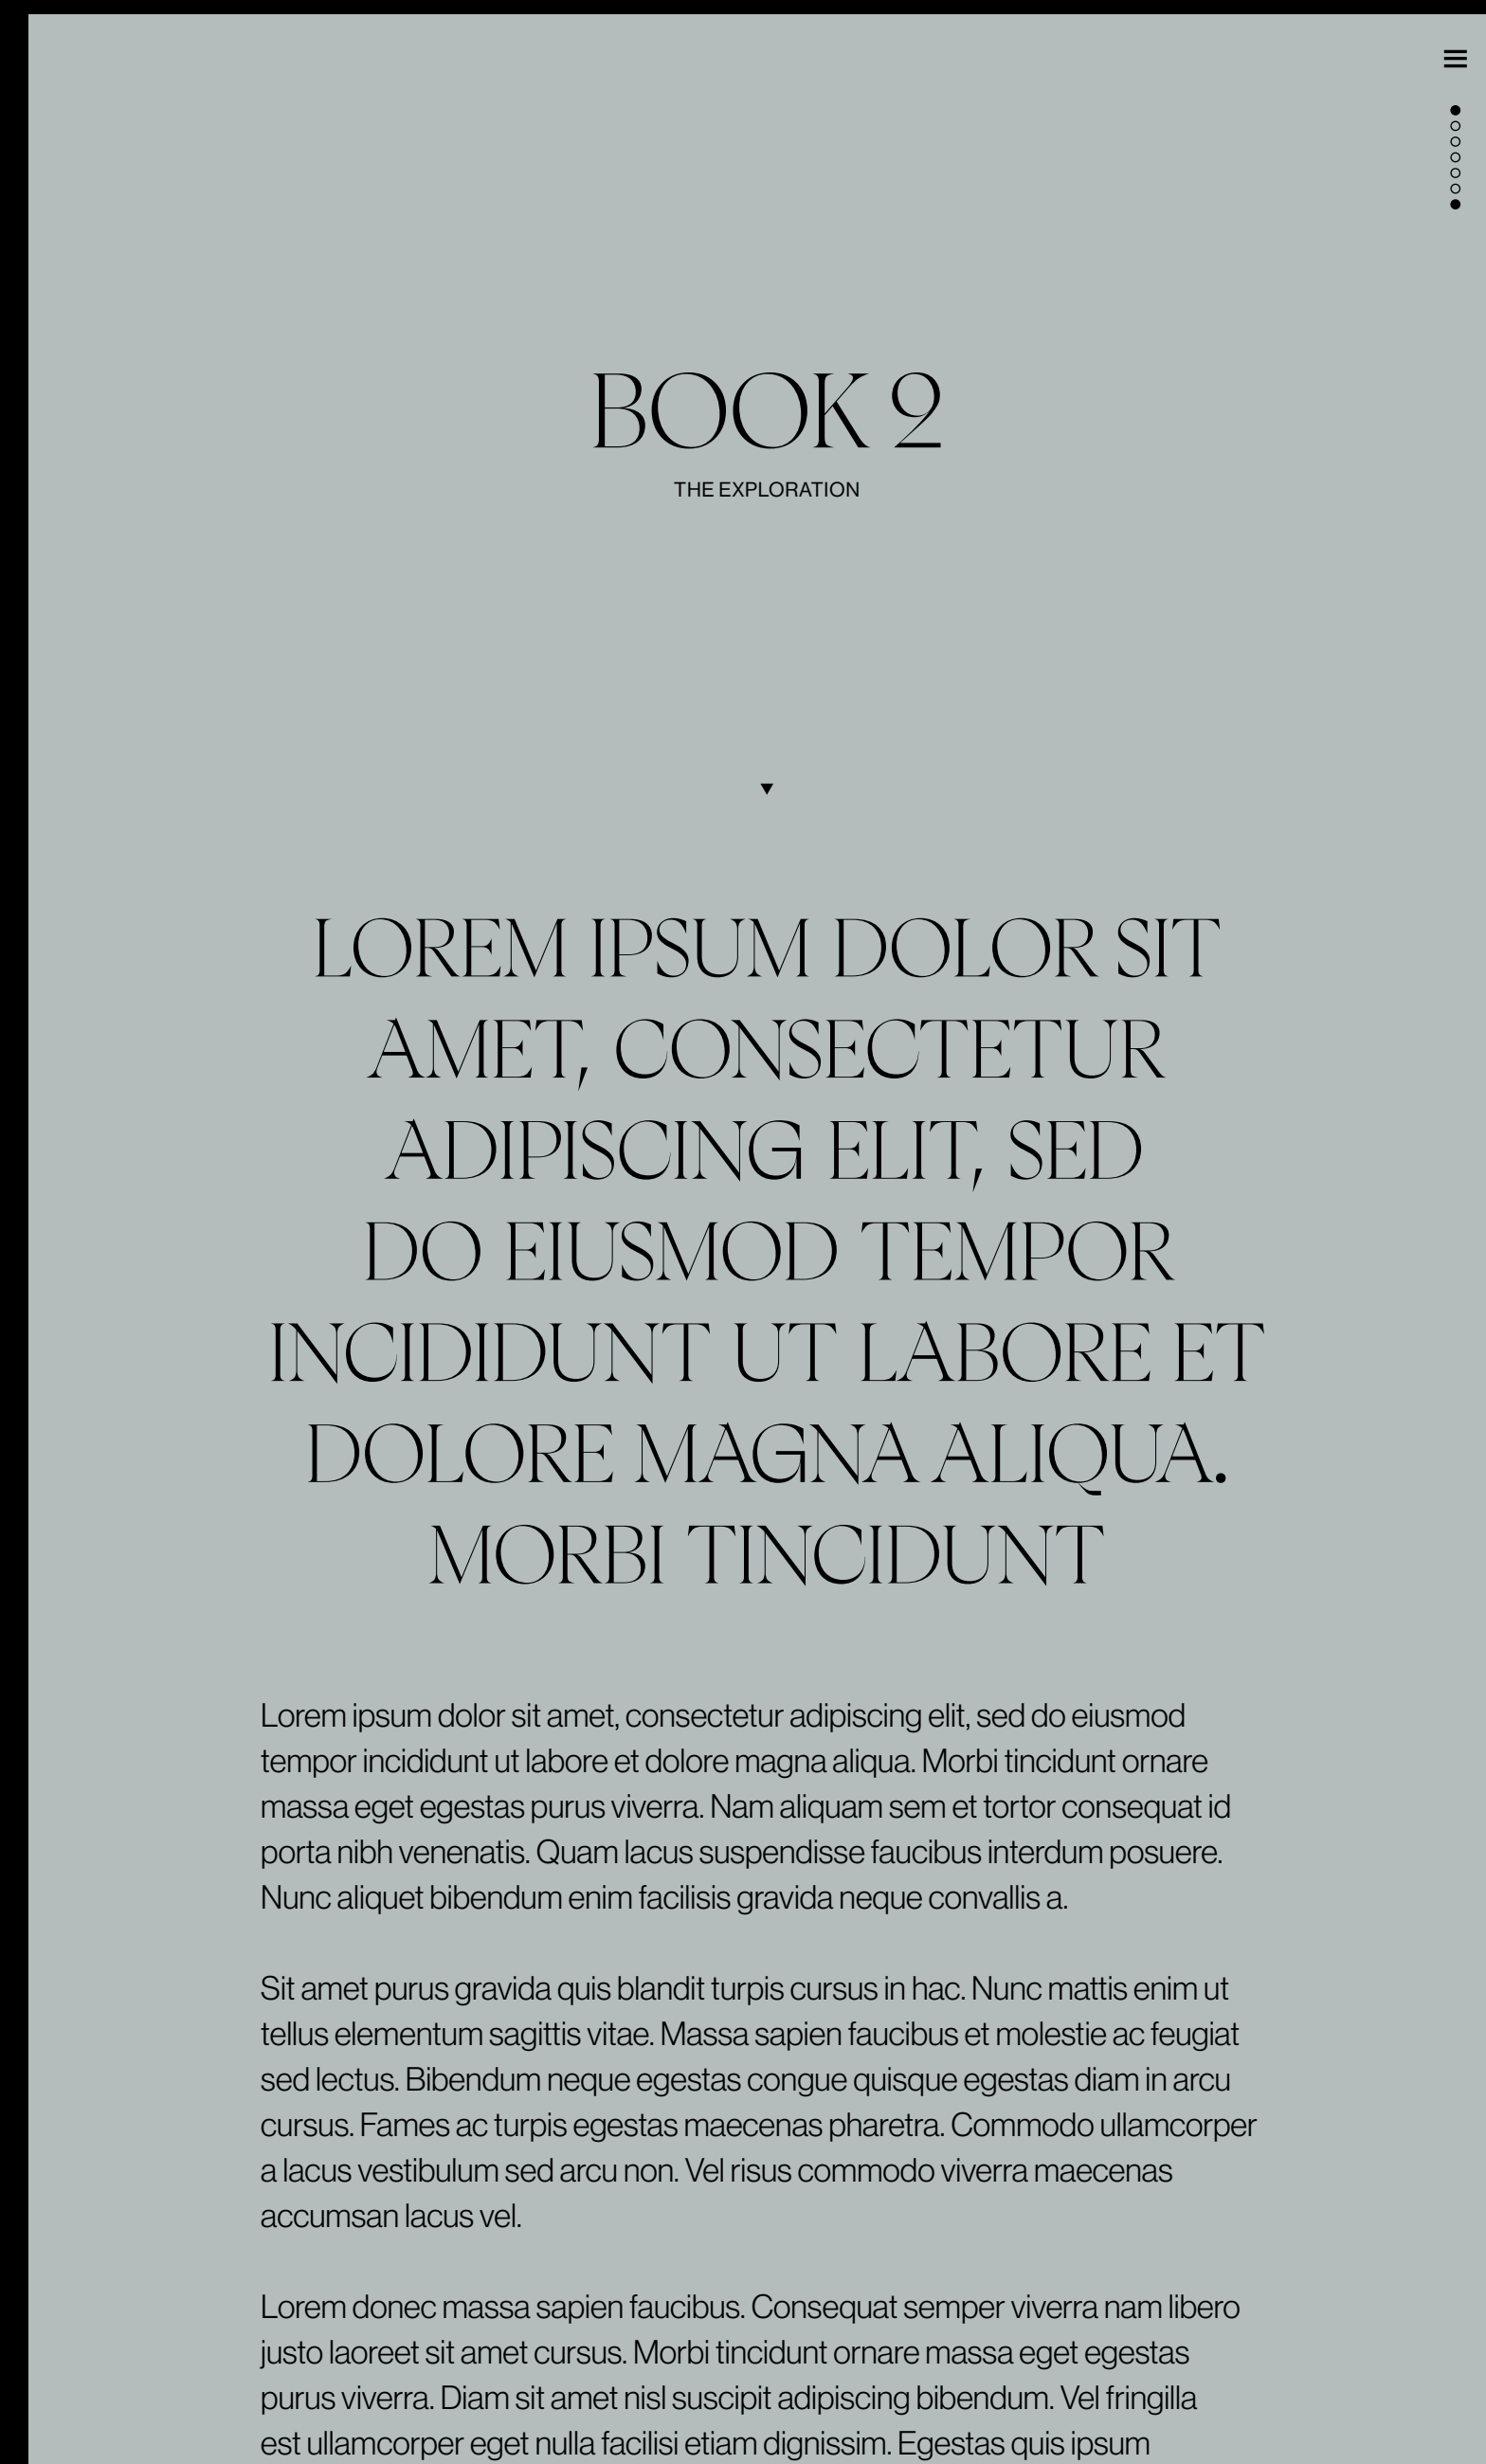 BOOK 2
THE EXPLORATION
LOREM IPSUM DOLOR SIT
AMET, CONSECTETUR
ADIPISCING ELIT, SED
DO EIUSMOD TEMPOR
INCIDIDUNT UT LABORE ET
DOLORE MAGNA ALIQUA.
MORBI TINCIDUNT
Lorem ipsum dolor sit amet, consectetur adipiscing elit, sed do eiusmod
tempor incididunt ut labore et dolore magna aliqua. Morbi tincidunt ornare
massa eget egestas purus viverra. Nam aliquam sem et tortor consequat id
porta nibh venenatis. Quam lacus suspendisse faucibus interdum posuere.
Nunc aliquet bibendum enim facilisis gravida neque convallis a.
Sit amet purus gravida quis blandit turpis cursus in hac. Nunc mattis enim ut
tellus elementum sagittis vitae. Massa sapien faucibus et molestie ac feugiat
sed lectus. Bibendum neque egestas congue quisque egestas diam in arcu
cursus. Fames ac turpis egestas maecenas pharetra. Commodo ullamcorper
a lacus vestibulum sed arcu non. Vel risus commodo viverra maecenas
accumsan lacus vel.
Lorem donec massa sapien faucibus. Consequat semper viverra nam libero
justo laoreet sit amet cursus. Morbi tincidunt ornare massa eget egestas
purus viverra. Diam sit amet nisl suscipit adipiscing bibendum. Vel fringilla
est ullamcorper eget nulla facilisi etiam dignissim. Egestas quis ipsum